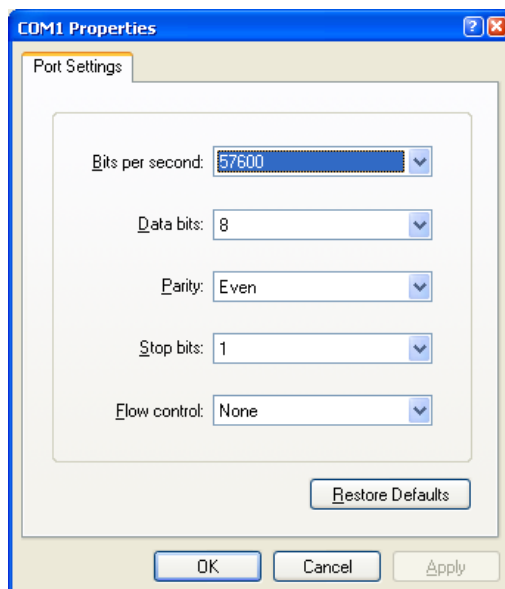 COM1 Properties
Port Settings
Bits per second: 57600
Data bits: 8
Parity: Even
Stop bits: 1
Flow control: None
Restore Defaults
OK Cancel Apply